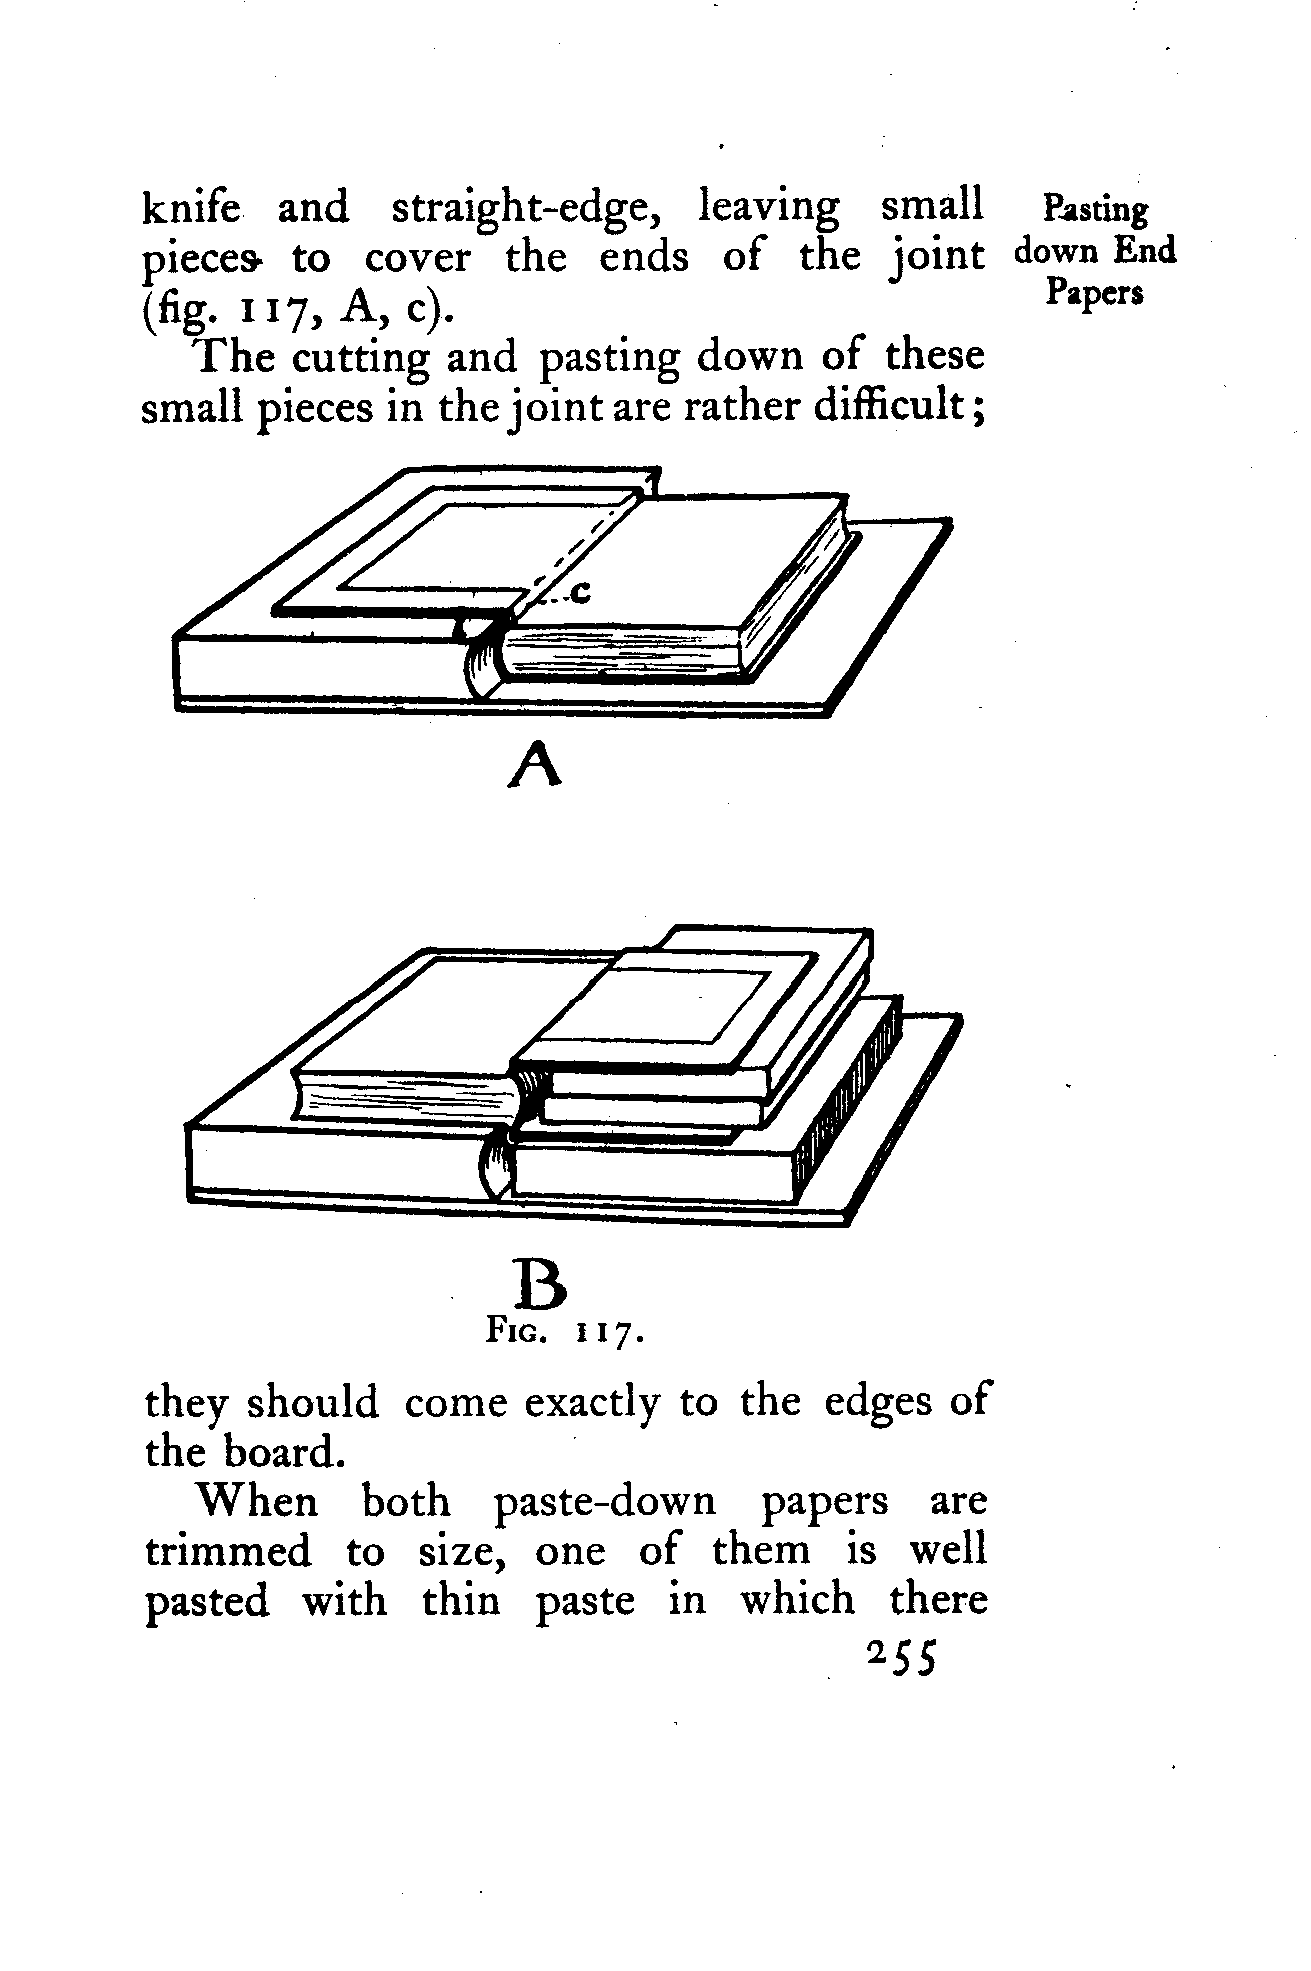 knife and straight-edge, leaving small
pieces to cover the ends of the joint
(fig. 117, A, c).
Pasting
down End
Papers
The cutting and pasting down of these
small pieces in the joint are rather difficult;
c
A
B
Fig. 117.
they should come exactly to the edges of
the board.
When both paste-down papers are
trimmed to size, one of them is well
pasted with thin paste in which there
255